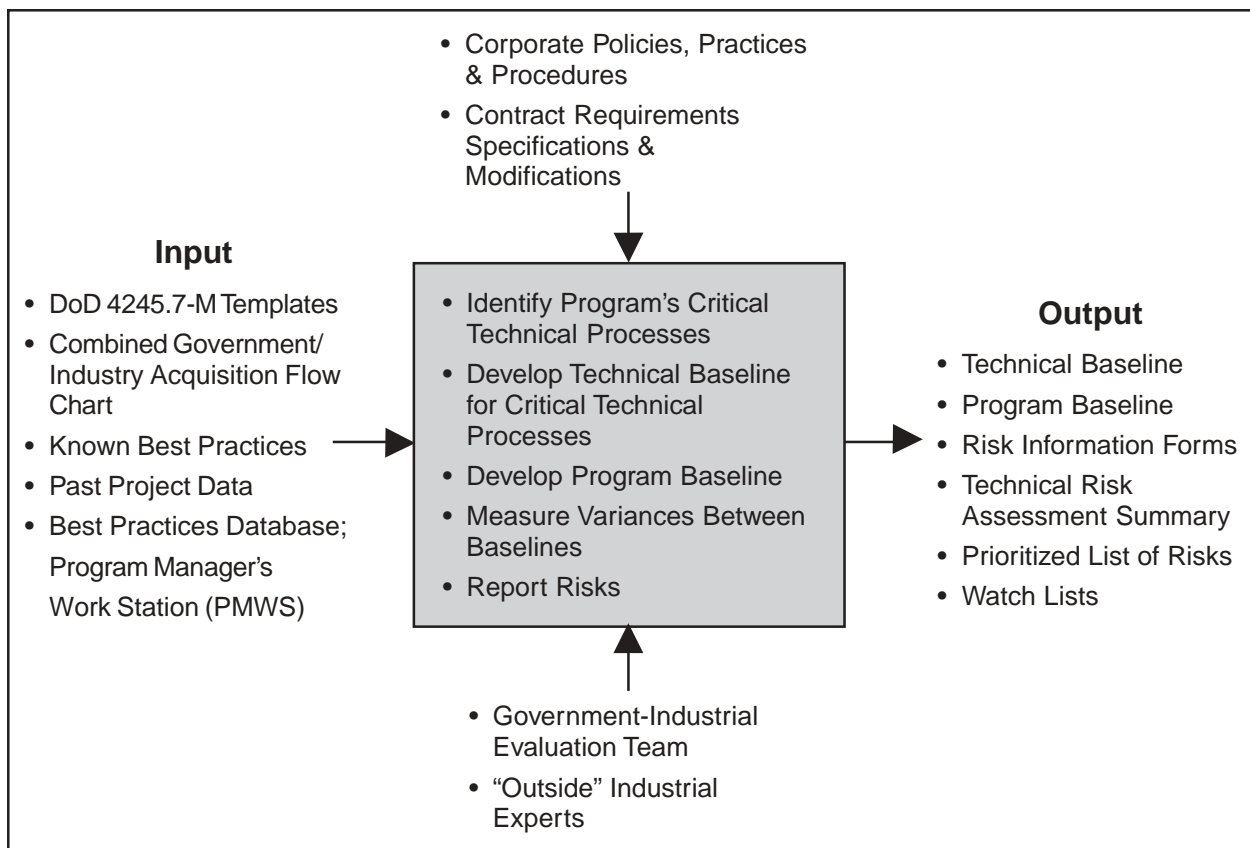 • Corporate Policies, Practices
& Procedures
• Contract Requirements
Specifications &
Modifications
Input
• DoD 4245.7-M Templates
• Combined Government/
Industry Acquisition Flow
Chart
• Known Best Practices
• Past Project Data
• Best Practices Database;
Program Manager's
Work Station (PMWS)
• Identify Program's Critical
Technical Processes
• Develop Technical Baseline
for Critical Technical
Processes
• Develop Program Baseline
• Measure Variances Between
Baselines
• Report Risks
Output
• Technical Baseline
• Program Baseline
• Risk Information Forms
• Technical Risk
Assessment Summary
• Prioritized List of Risks
• Watch Lists
• Government-Industrial
Evaluation Team
• “Outside” Industrial
Experts